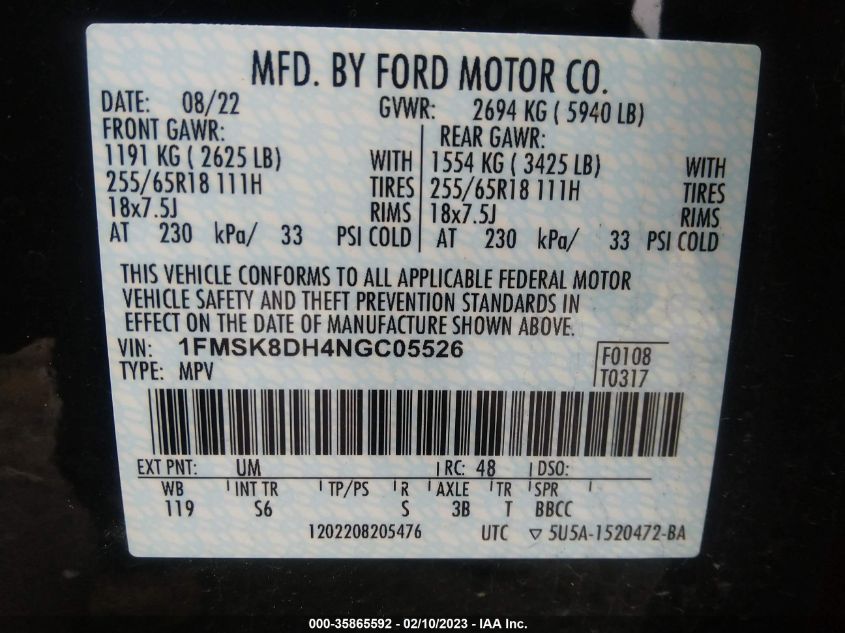 MFD. BY FORD MOTOR CO.
DATE: 08/22 GVWR: 2694 KG ( 5940 LB)
FRONT GAWR: REAR GAWR:
1191 KG ( 2625 LB) WITH 1554 KG ( 3425 LB) WITH
255/65R18 111H TIRES 255/65R18 111H TIRES
18x7.5J RIMS 18x7.5J RIMS
AT 230 kPa/ 33 PSI COLD AT 230 kPa/ 33 PSI COLD
THIS VEHICLE CONFORMS TO ALL APPLICABLE FEDERAL MOTOR
VEHICLE SAFETY AND THEFT PREVENTION STANDARDS IN
EFFECT ON THE DATE OF MANUFACTURE SHOWN ABOVE.
VIN: 1FMSK8DH4NGC05526 F0108
TYPE: MPV T0317
EXT PNT: UM RC: 48 DSO:
WB INT TR TP/PS R AXLE TR SPR
119 S6 S 3B T BBCC
1202208205476 UTC ▽ 5U5A-1520472-BA
000-35865592 — 02/10/2023 — IAA Inc.